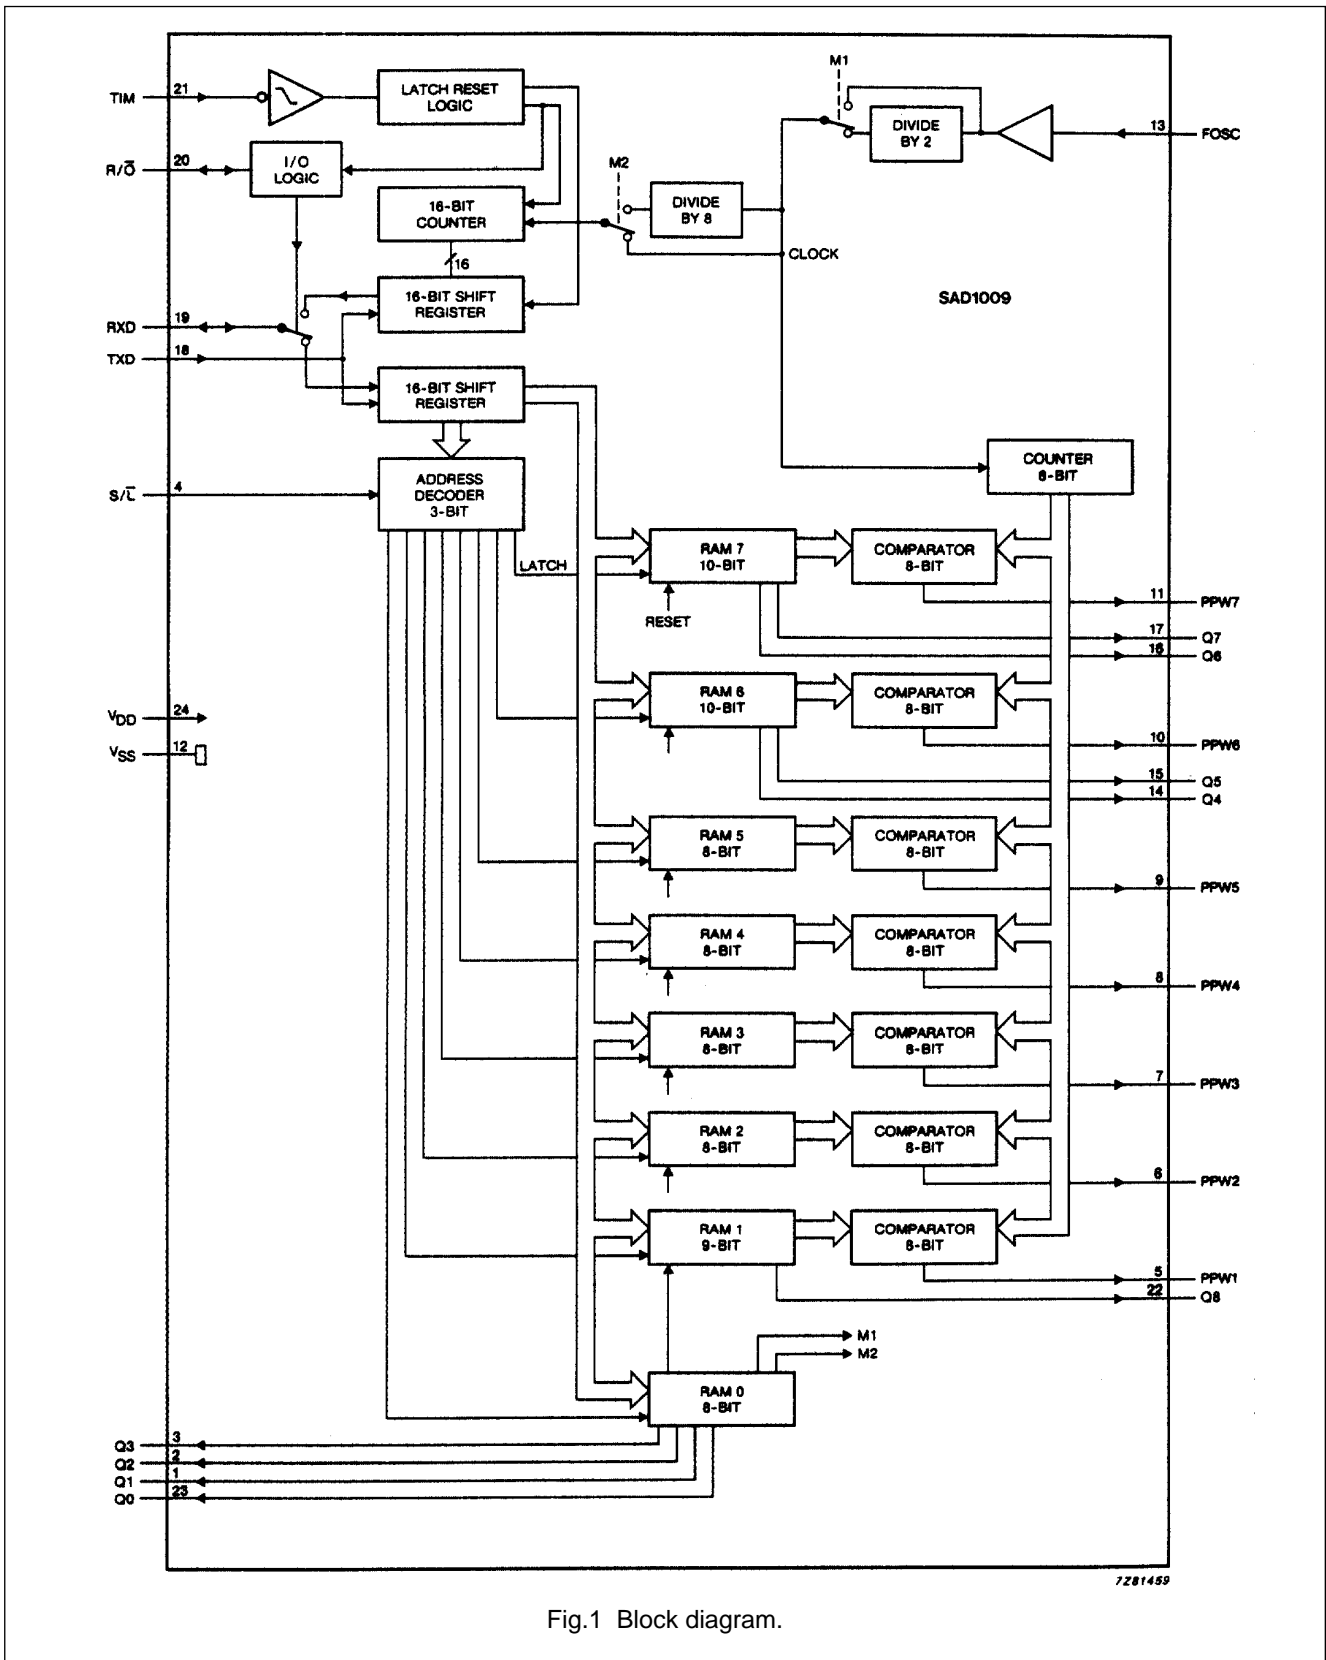 M1
21
TIM
LATCH RESET
LOGIC
DIVIDE
BY 2
13
FOSC
20
R/O̅
I/O
LOGIC
M2
16-BIT
COUNTER
DIVIDE
BY 8
16
CLOCK
16-BIT SHIFT
REGISTER
SAD1009
19
RXD
18
TXD
16-BIT SHIFT
REGISTER
COUNTER
8-BIT
4
S/L̅
ADDRESS
DECODER
3-BIT
LATCH
RAM 7
10-BIT
COMPARATOR
8-BIT
RESET
11
PPW7
17
Q7
16
Q6
RAM 6
10-BIT
COMPARATOR
8-BIT
24
VDD
12
VSS
10
PPW6
15
Q5
14
Q4
RAM 5
8-BIT
COMPARATOR
8-BIT
9
PPW5
RAM 4
8-BIT
COMPARATOR
8-BIT
8
PPW4
RAM 3
8-BIT
COMPARATOR
8-BIT
7
PPW3
RAM 2
8-BIT
COMPARATOR
8-BIT
6
PPW2
RAM 1
9-BIT
COMPARATOR
8-BIT
5
PPW1
22
Q8
M1
M2
RAM 0
8-BIT
3
Q3
2
Q2
1
Q1
23
Q0
7Z81459
Fig.1 Block diagram.